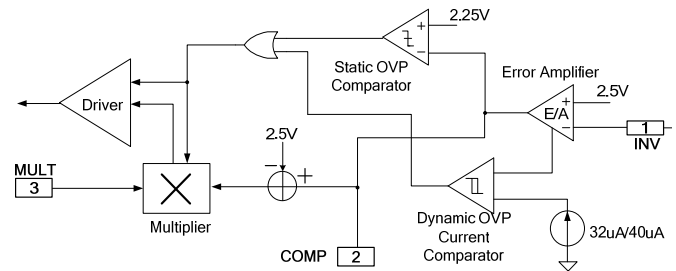 2.25V
+
−
Static OVP
Comparator
Error Amplifier
2.5V
+
E/A
−
1
INV
Driver
2.5V
−
+
MULT
3
Multiplier
Dynamic OVP
Current
Comparator
32uA/40uA
COMP
2